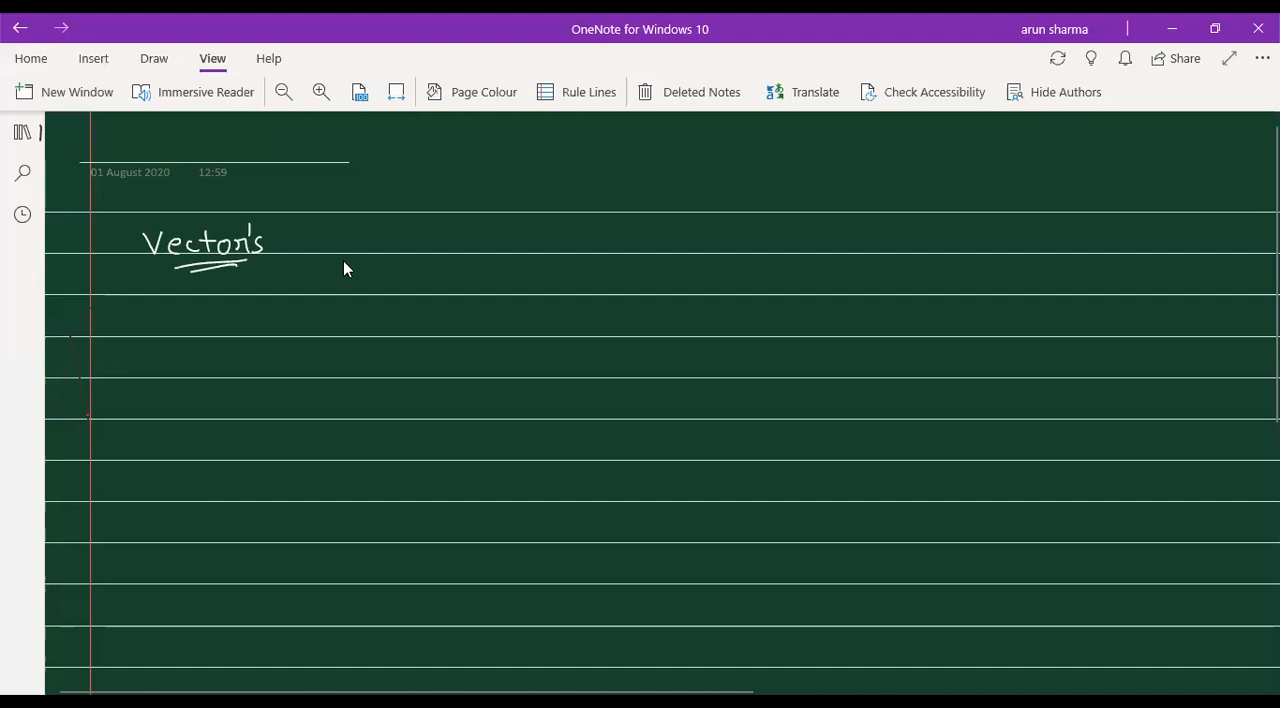 OneNote for Windows 10 arun sharma
Home Insert Draw View Help Share
New Window Immersive Reader Page Colour Rule Lines Deleted Notes Translate Check Accessibility Hide Authors
01 August 2020 12:59
Vector's